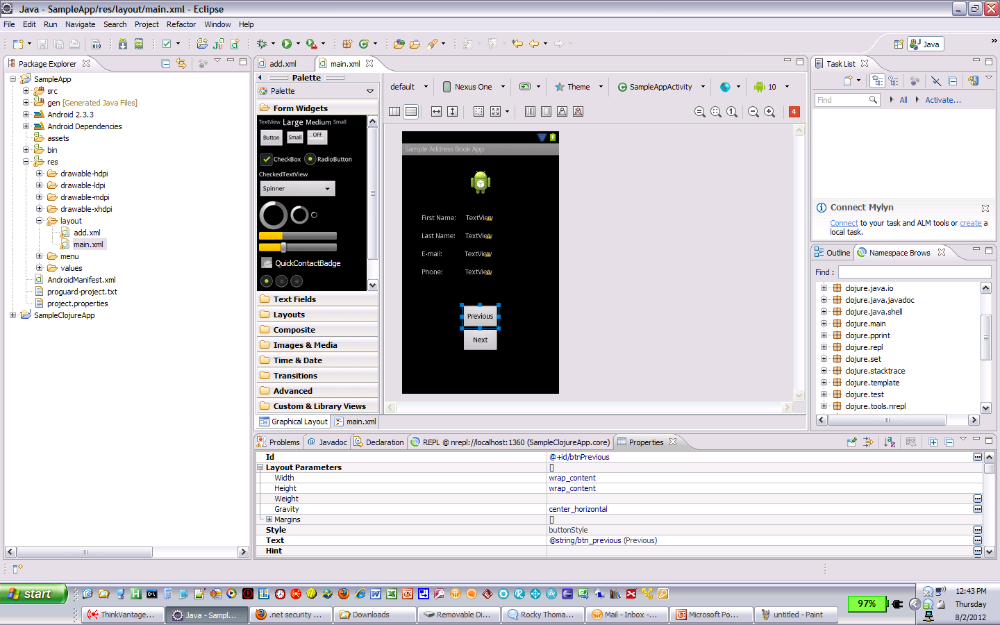 Java - SampleApp/res/layout/main.xml - Eclipse
File Edit Run Navigate Search Project Refactor Window Help
Java
Package Explorer
SampleApp
src
gen [Generated Java Files]
Android 2.3.3
Android Dependencies
assets
bin
res
drawable-hdpi
drawable-ldpi
drawable-mdpi
drawable-xhdpi
layout
add.xml
main.xml
menu
values
AndroidManifest.xml
proguard-project.txt
project.properties
SampleClojureApp
add.xml main.xml
Palette
Palette
Form Widgets
TextView Large Medium Small
Button Small OFF
CheckBox RadioButton
CheckedTextView
Spinner
QuickContactBadge
Text Fields
Layouts
Composite
Images & Media
Time & Date
Transitions
Advanced
Custom & Library Views
Graphical Layout main.xml
default Nexus One Theme SampleAppActivity 10
4
Sample Address Book App
First Name: TextView
Last Name: TextView
E-mail: TextView
Phone: TextView
Previous
Next
Task List
Find All Activate...
Connect Mylyn
Connect to your task and ALM tools or create a
local task.
Outline Namespace Brows
Find :
clojure.java.io
clojure.java.javadoc
clojure.java.shell
clojure.main
clojure.pprint
clojure.repl
clojure.set
clojure.stacktrace
clojure.template
clojure.test
clojure.tools.nrepl
Problems Javadoc Declaration REPL @ nrepl://localhost:1360 (SampleClojureApp.core) Properties
Id @+id/btnPrevious
Layout Parameters []
Width wrap_content
Height wrap_content
Weight
Gravity center_horizontal
Margins []
Style buttonStyle
Text @string/btn_previous (Previous)
Hint
start
97%
12:43 PM
Thursday
8/2/2012
ThinkVantage... Java - Sampl... .net security ... Downloads Removable Di... Rocky Thoma... Mail - Inbox -... Microsoft Po... untitled - Paint